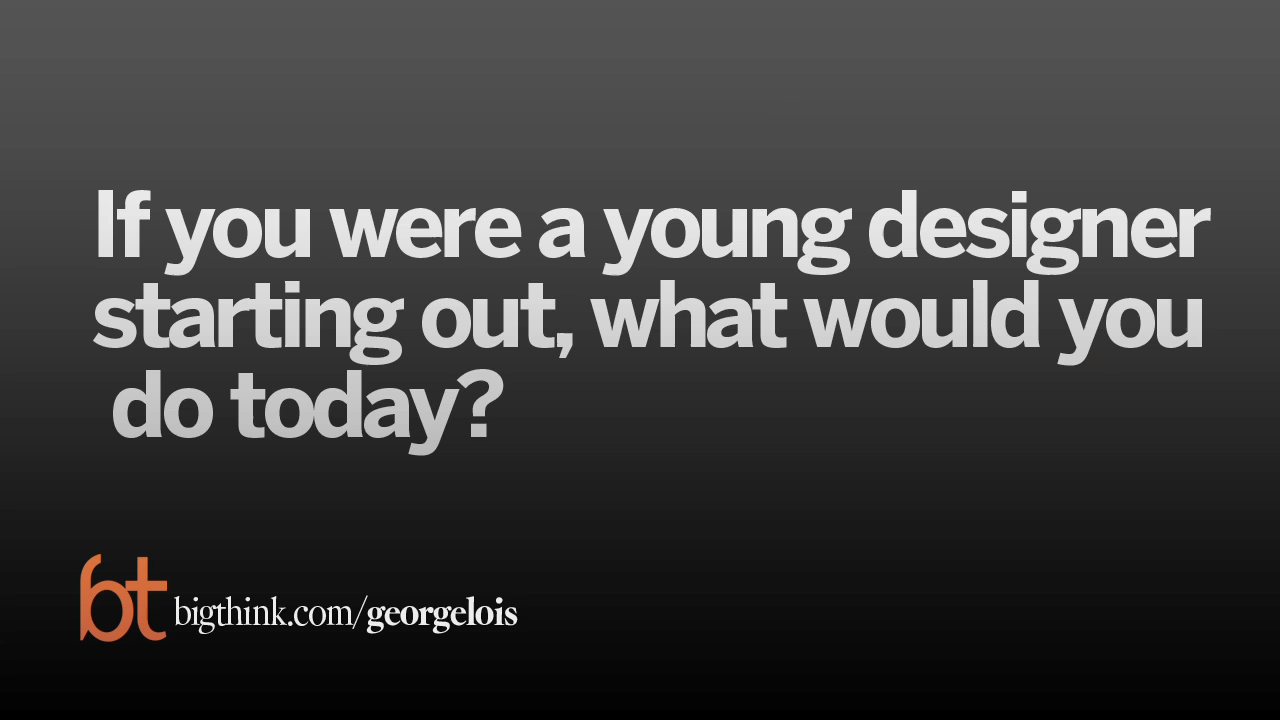 If you were a young designer
starting out, what would you
do today?
bt bigthink.com/georgelois